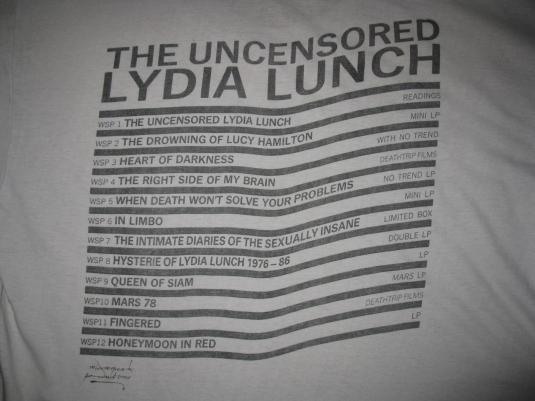 THE UNCENSORED
LYDIA LUNCH
WSP 1 THE UNCENSORED LYDIA LUNCH READINGS
WSP 2 THE DROWNING OF LUCY HAMILTON MINI LP
WSP 3 HEART OF DARKNESS WITH NO TREND
WSP 4 THE RIGHT SIDE OF MY BRAIN DEATHTRIP FILMS
WSP 5 WHEN DEATH WON'T SOLVE YOUR PROBLEMS NO TREND LP
WSP 6 IN LIMBO MINI LP
WSP 7 THE INTIMATE DIARIES OF THE SEXUALLY INSANE LIMITED BOX
WSP 8 HYSTERIE OF LYDIA LUNCH 1976–86 DOUBLE LP
WSP 9 QUEEN OF SIAM LP
WSP10 MARS 78 MARS LP
WSP11 FINGERED DEATHTRIP FILMS
WSP12 HONEYMOON IN RED LP
widowspeak
productions